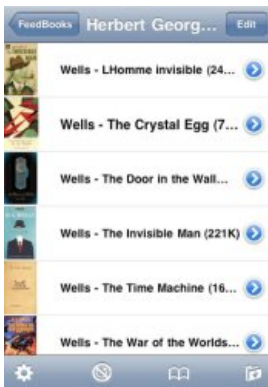 FeedBooks
Herbert Georg...
Edit
Wells - LHomme invisible (24...
Wells - The Crystal Egg (7...
Wells - The Door in the Wall...
Wells - The Invisible Man (221K)
Wells - The Time Machine (16...
Wells - The War of the Worlds...